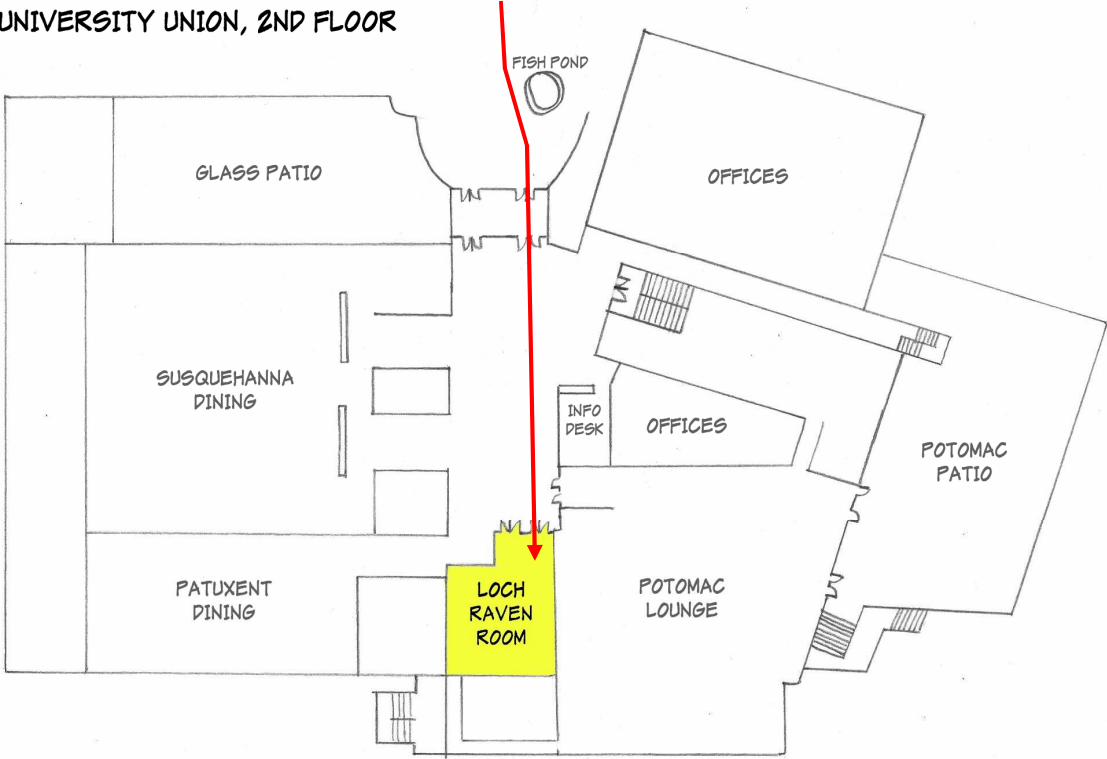 UNIVERSITY UNION, 2ND FLOOR
FISH POND
GLASS PATIO
OFFICES
SUSQUEHANNA
DINING
INFO
DESK
OFFICES
POTOMAC
PATIO
PATUXENT
DINING
LOCH
RAVEN
ROOM
POTOMAC
LOUNGE